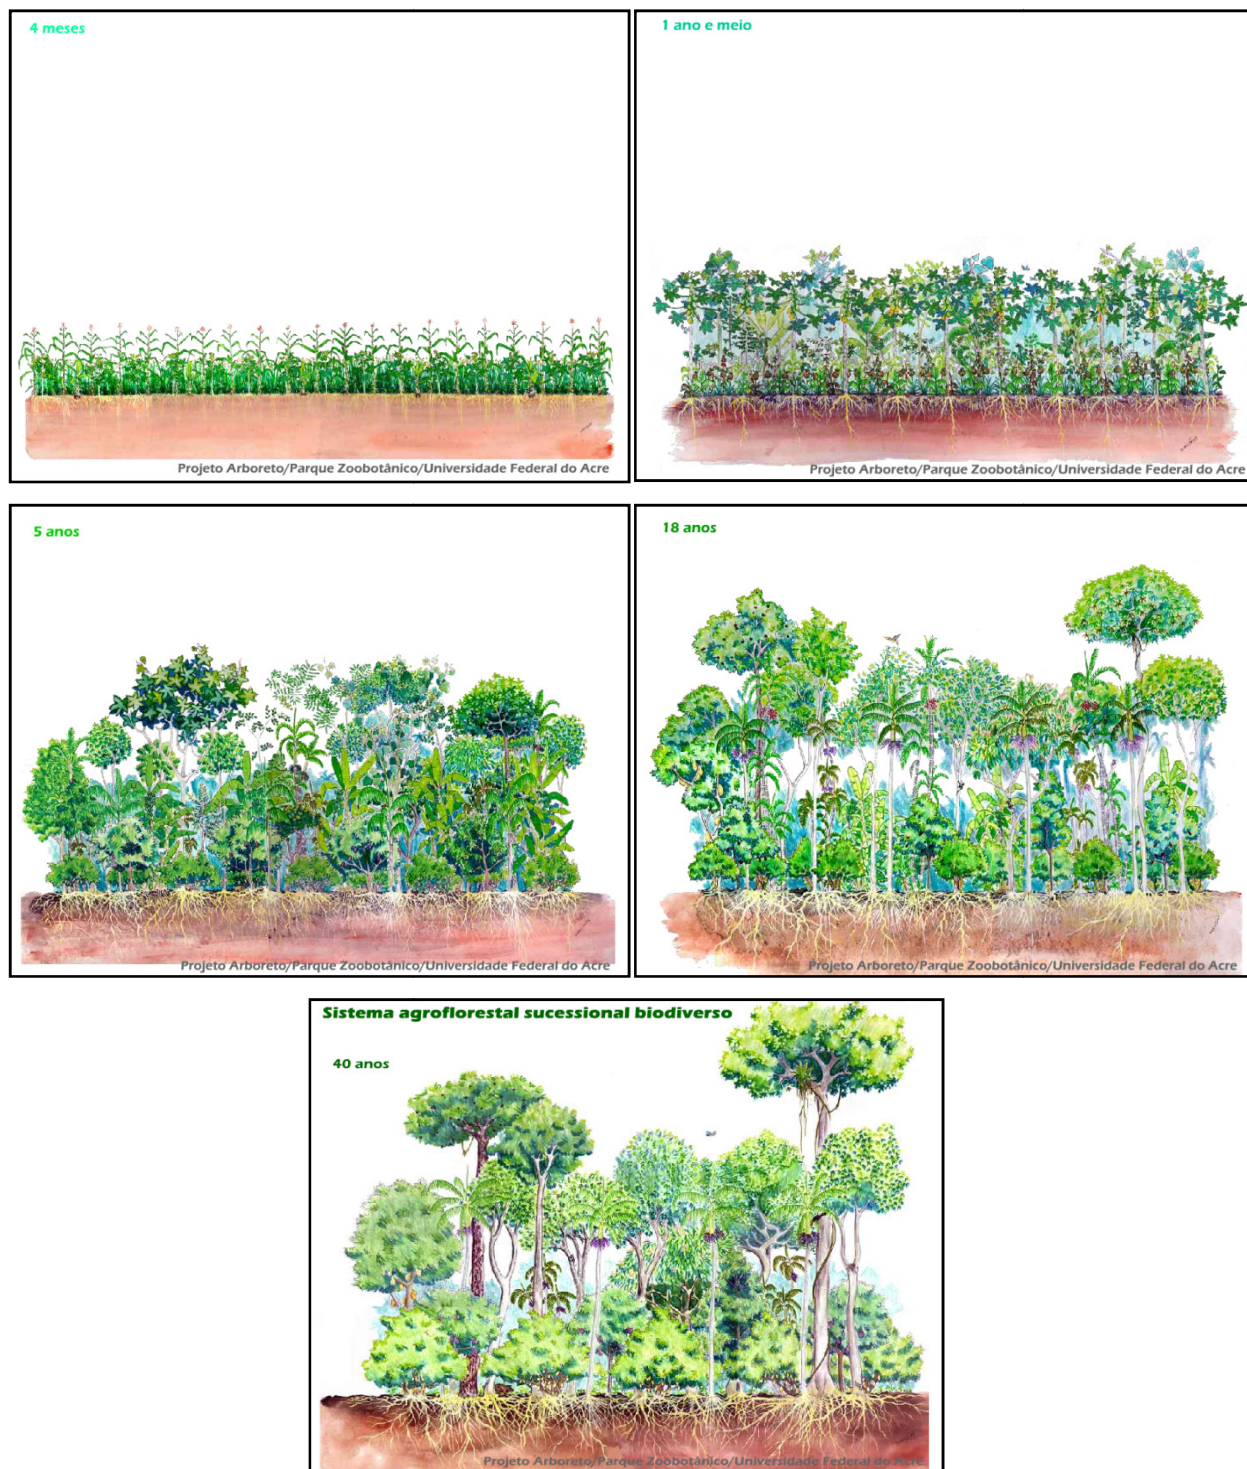 4 meses
Projeto Arboreto/Parque Zoobotânico/Universidade Federal do Acre
1 ano e meio
Projeto Arboreto/Parque Zoobotânico/Universidade Federal do Acre
5 anos
Projeto Arboreto/Parque Zoobotânico/Universidade Federal do Acre
18 anos
Projeto Arboreto/Parque Zoobotânico/Universidade Federal do Acre
Sistema agroflorestal sucessional biodiverso
40 anos
Projeto Arboreto/Parque Zoobotânico/Universidade Federal do Acre